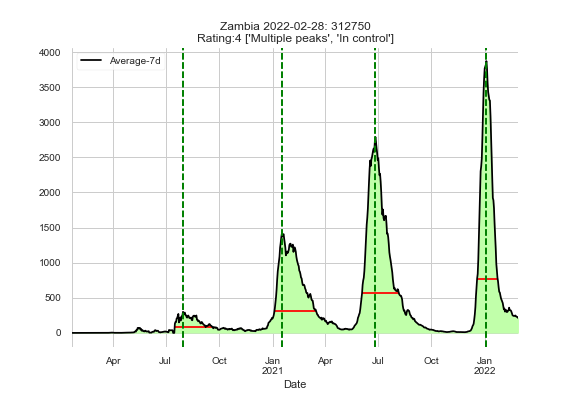 Zambia 2022-02-28: 312750
Rating:4 ['Multiple peaks', 'In control']
Average-7d
4000
3500
3000
2500
2000
1500
1000
500
0
Apr
Jul
Oct
Jan
2021
Apr
Jul
Oct
Jan
2022
Date